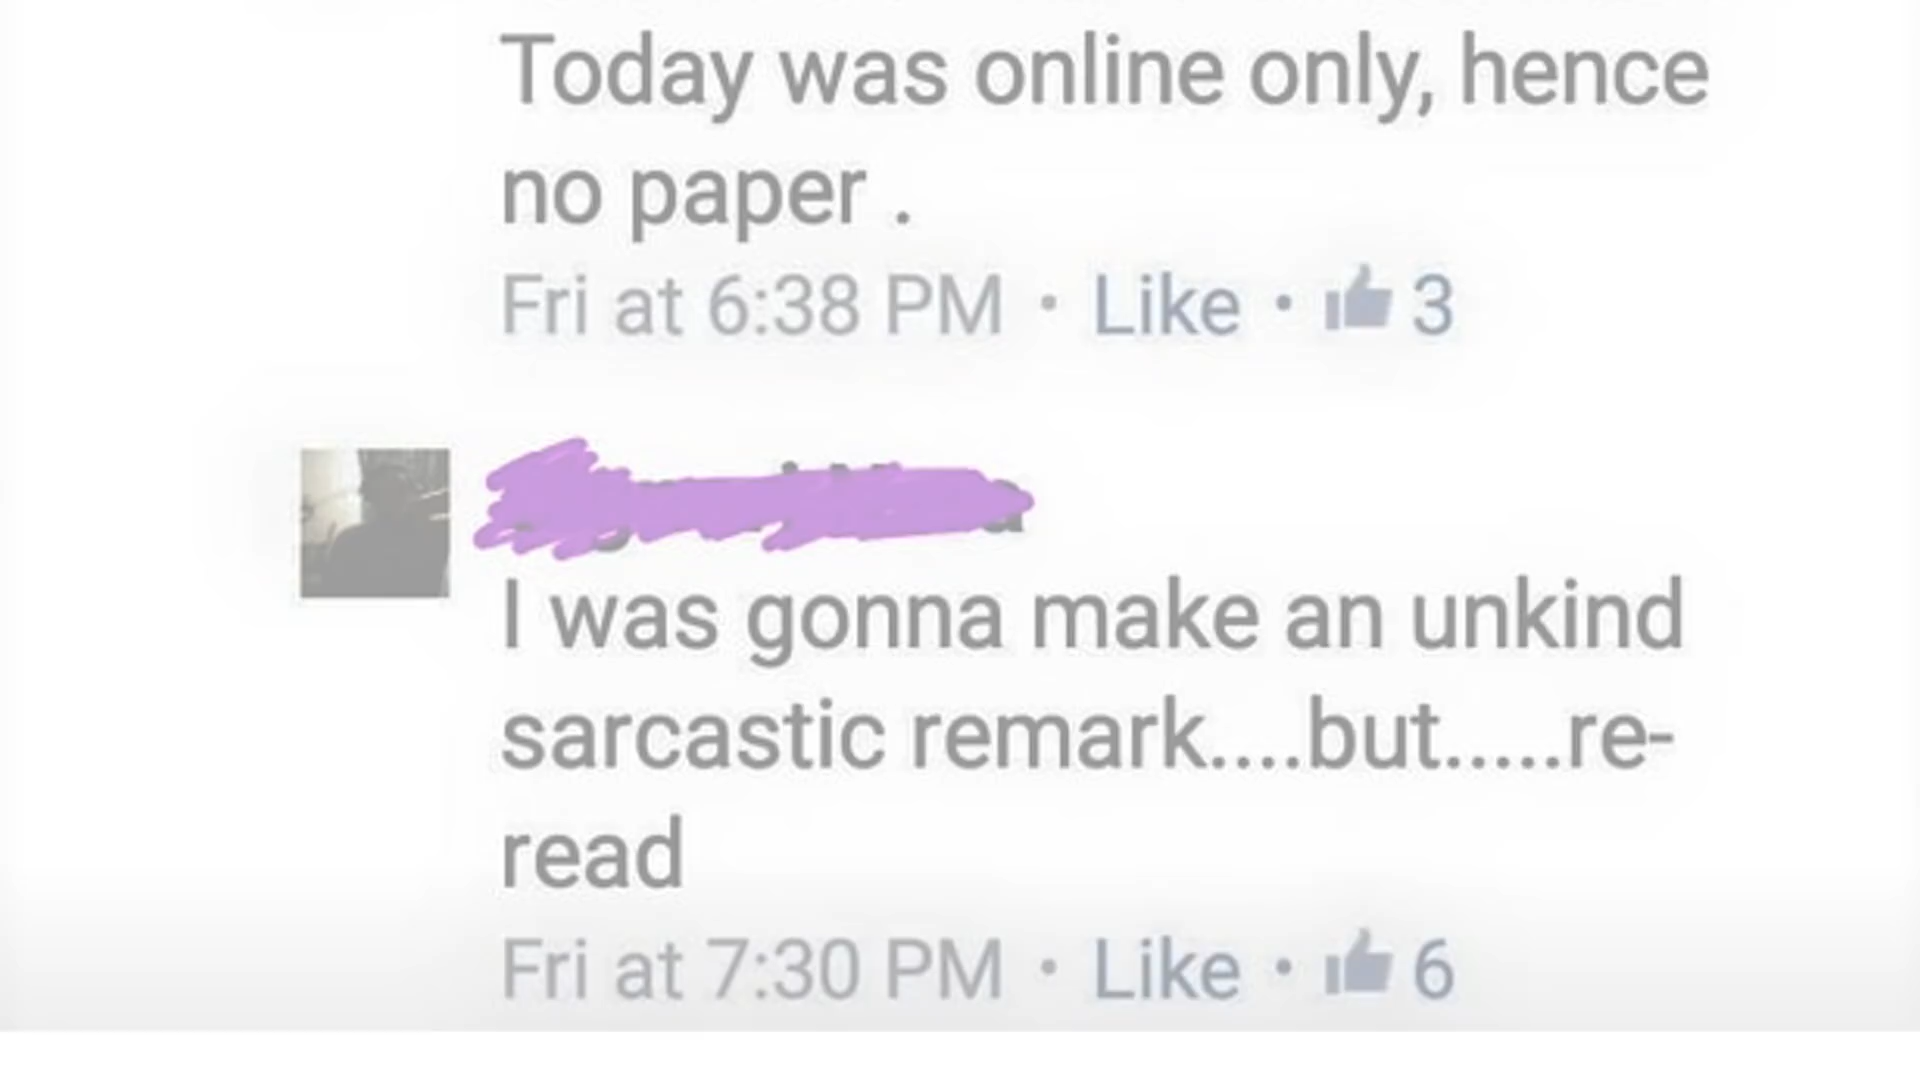 Today was online only, hence
no paper .
Fri at 6:38 PM • Like • 3
I was gonna make an unkind
sarcastic remark....but.....re-
read
Fri at 7:30 PM • Like • 6